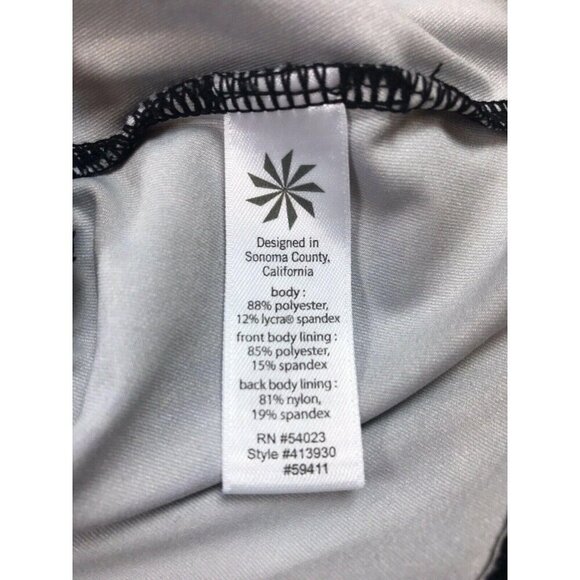 Designed in
Sonoma County,
California
body :
88% polyester,
12% lycra® spandex
front body lining :
85% polyester,
15% spandex
back body lining :
81% nylon,
19% spandex
RN #54023
Style #413930
#59411